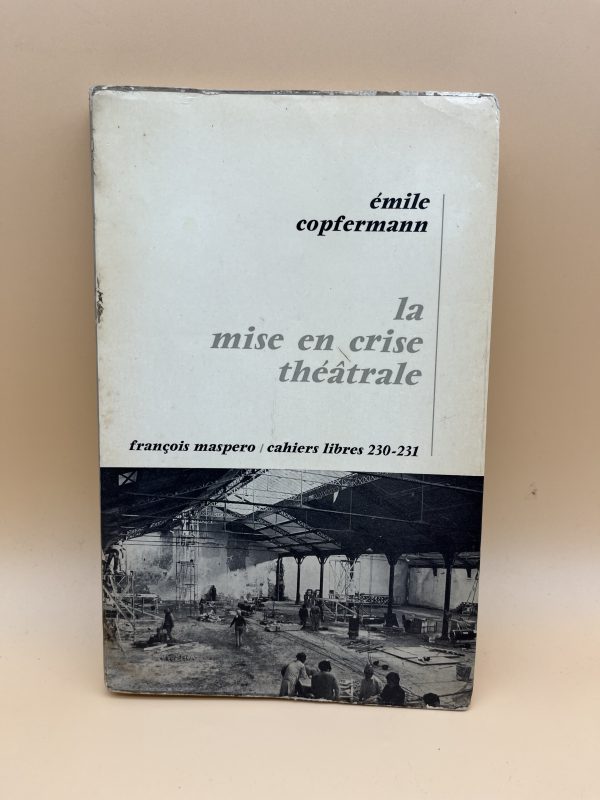 émile
copfermann
la
mise en crise
théâtrale
françois maspero / cahiers libres 230-231